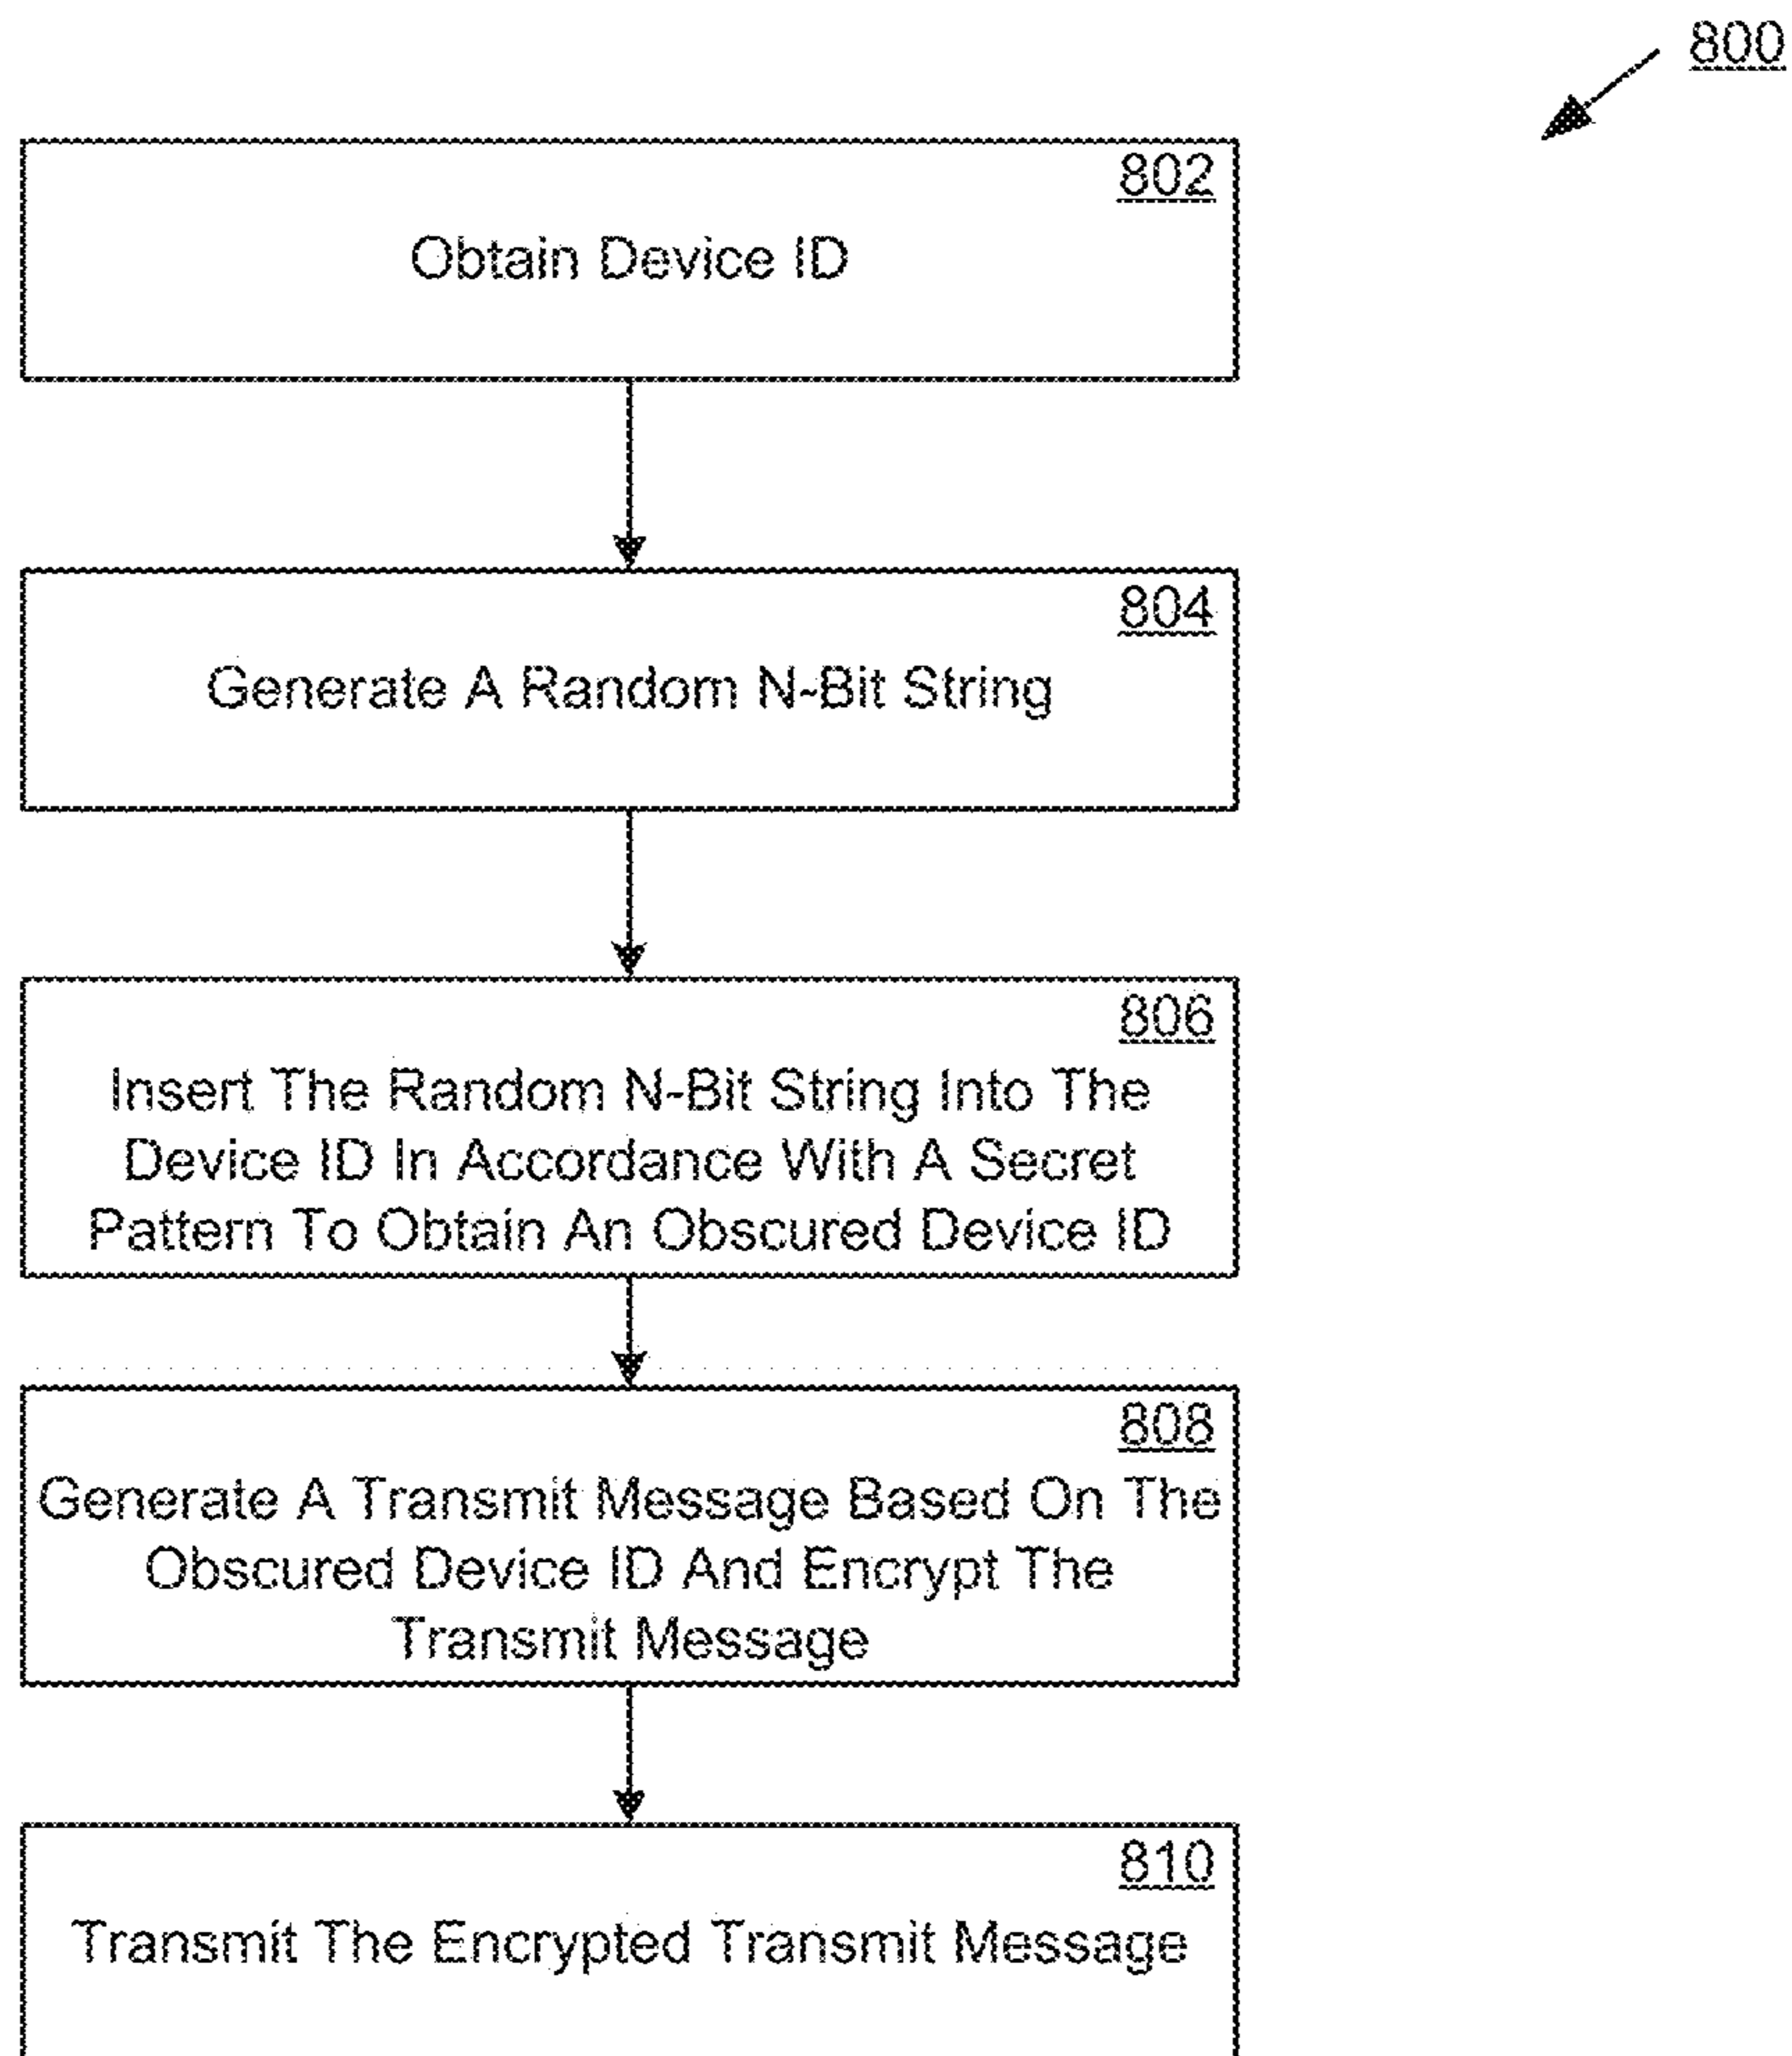 800
802
Obtain Device ID
804
Generate A Random N-Bit String
806
Insert The Random N-Bit String Into The
Device ID In Accordance With A Secret
Pattern To Obtain An Obscured Device ID
808
Generate A Transmit Message Based On The
Obscured Device ID And Encrypt The
Transmit Message
810
Transmit The Encrypted Transmit Message